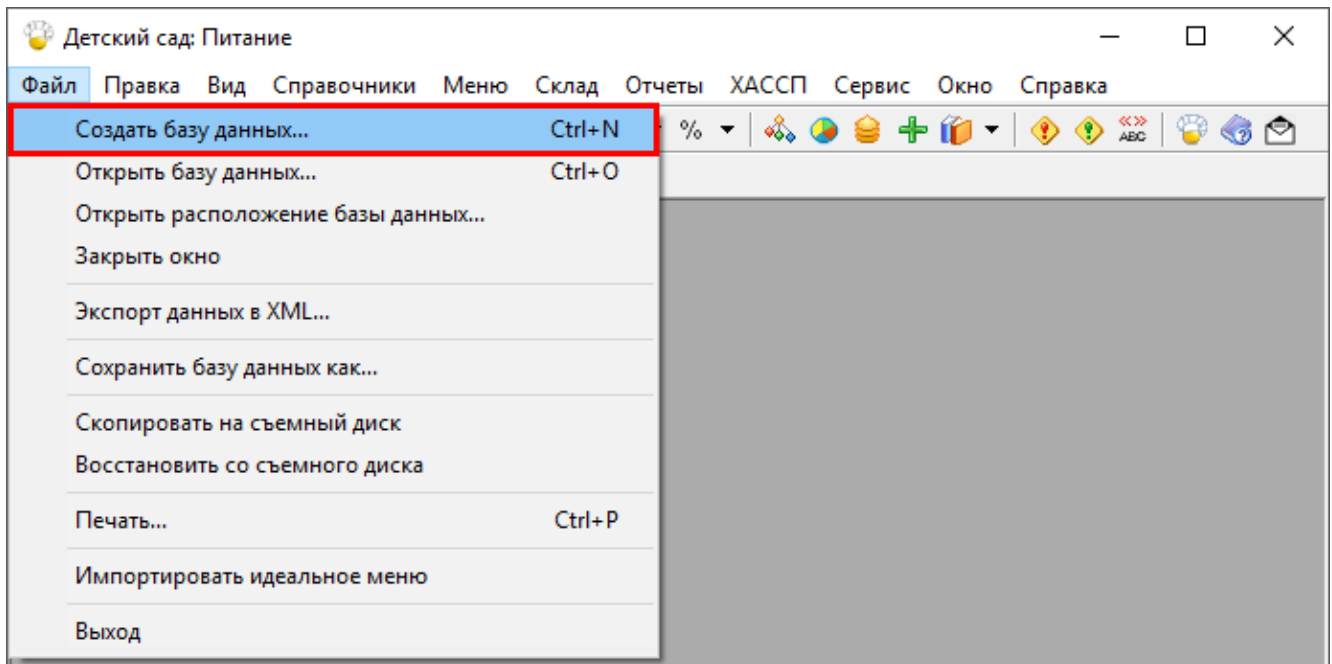 Детский сад: Питание
Файл Правка Вид Справочники Меню Склад Отчеты ХАССП Сервис Окно Справка
Создать базу данных... Ctrl+N % ABC
Открыть базу данных... Ctrl+O
Открыть расположение базы данных...
Закрыть окно
Экспорт данных в XML...
Сохранить базу данных как...
Скопировать на съемный диск
Восстановить со съемного диска
Печать... Ctrl+P
Импортировать идеальное меню
Выход